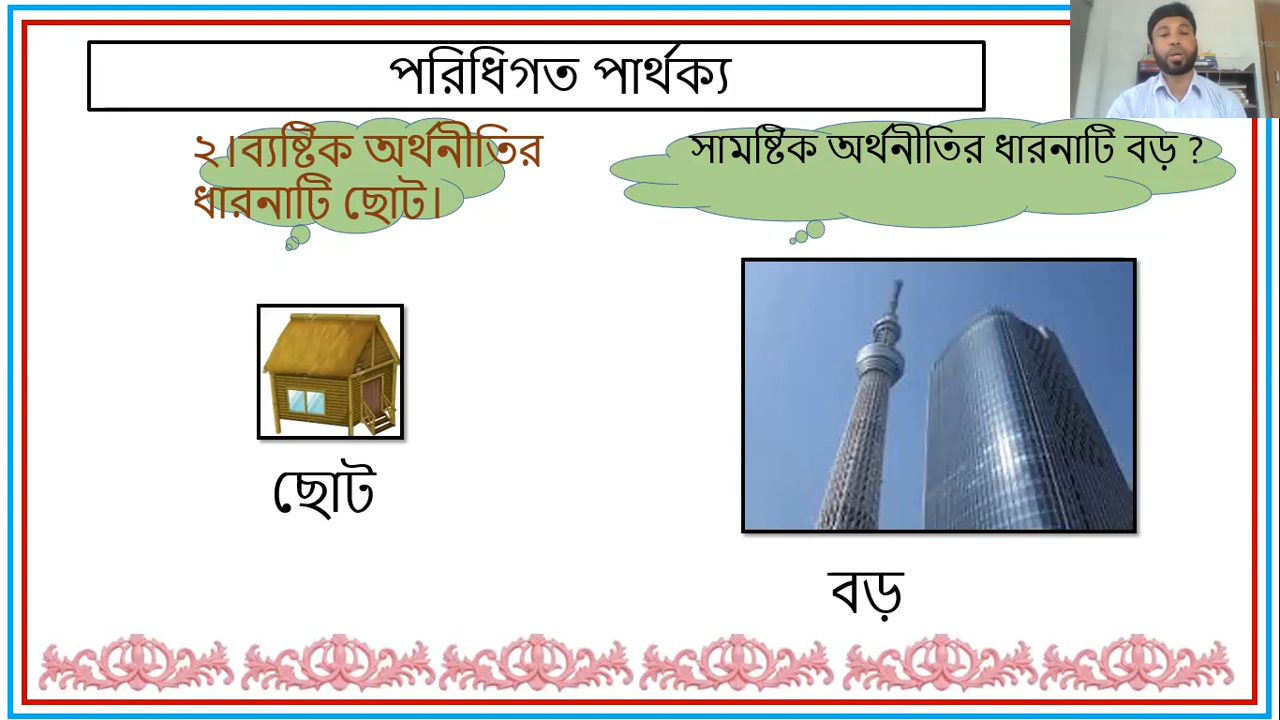 পরিধিগত পার্থক্য
২।ব্যষ্টিক অর্থনীতির
ধারনাটি ছোট।
সামষ্টিক অর্থনীতির ধারনাটি বড় ?
ছোট
বড়